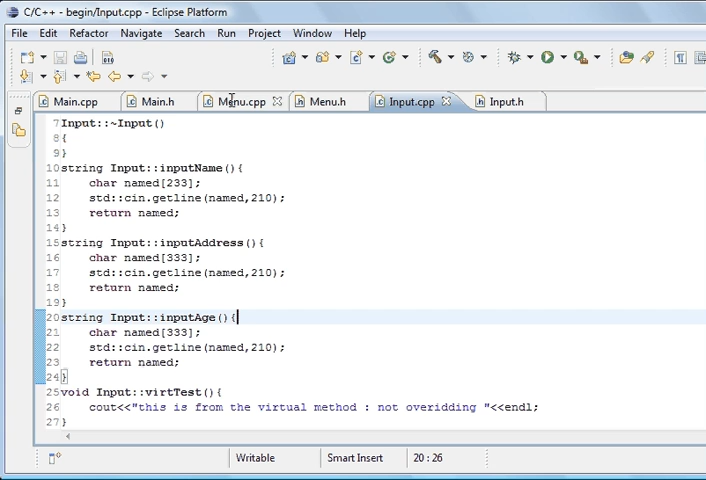 C/C++ - begin/Input.cpp - Eclipse Platform
File Edit Refactor Navigate Search Run Project Window Help
Main.cpp Main.h Menu.cpp Menu.h Input.cpp Input.h
7 Input::~Input()
8 {
9 }
10 string Input::inputName(){
11 char named[233];
12 std::cin.getline(named,210);
13 return named;
14 }
15 string Input::inputAddress(){
16 char named[333];
17 std::cin.getline(named,210);
18 return named;
19 }
20 string Input::inputAge(){
21 char named[333];
22 std::cin.getline(named,210);
23 return named;
24 }
25 void Input::virtTest(){
26 cout<<"this is from the virtual method : not overidding "<<endl;
27 }
Writable Smart Insert 20 : 26